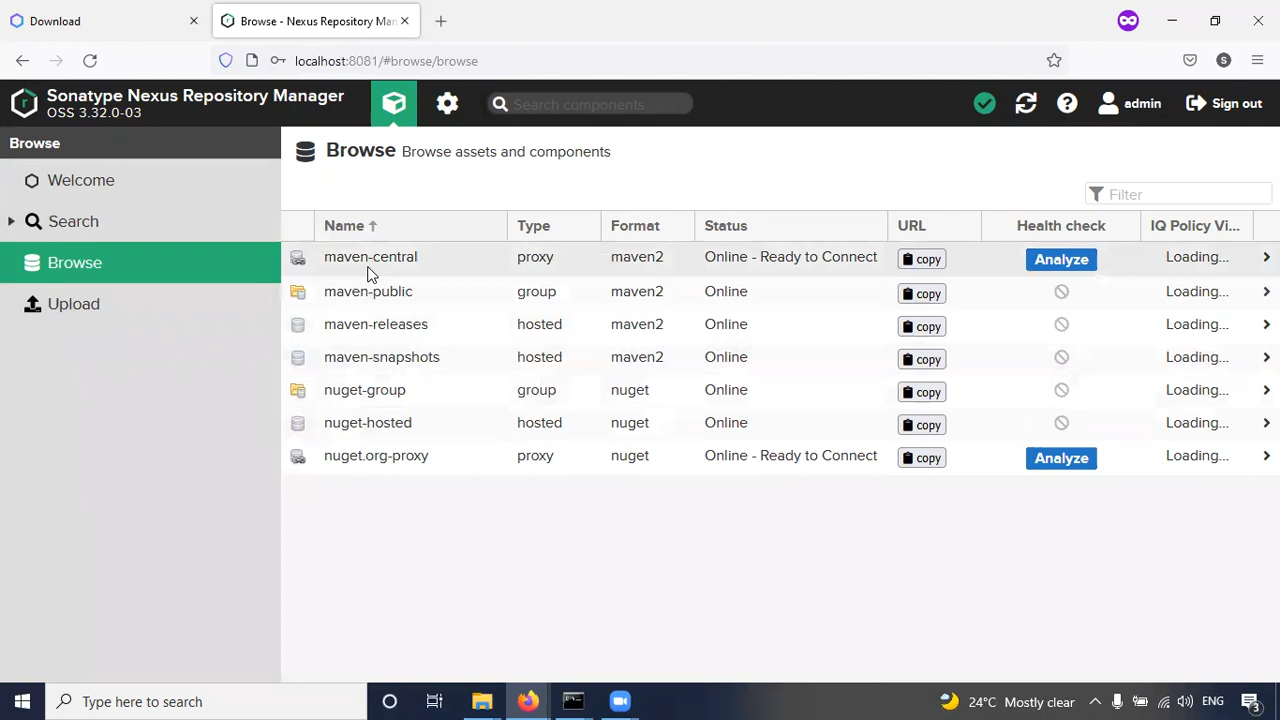 Download
Browse - Nexus Repository Man
localhost:8081/#browse/browse
S
Sonatype Nexus Repository Manager
OSS 3.32.0-03
Search components
admin
Sign out
Browse
Welcome
Search
Browse
Upload
Browse Browse assets and components
Filter
Name Type Format Status URL Health check IQ Policy Vi...
maven-central proxy maven2 Online - Ready to Connect copy Analyze Loading...
maven-public group maven2 Online copy Loading...
maven-releases hosted maven2 Online copy Loading...
maven-snapshots hosted maven2 Online copy Loading...
nuget-group group nuget Online copy Loading...
nuget-hosted hosted nuget Online copy Loading...
nuget.org-proxy proxy nuget Online - Ready to Connect copy Analyze Loading...
Type here to search
24°C Mostly clear
ENG
3